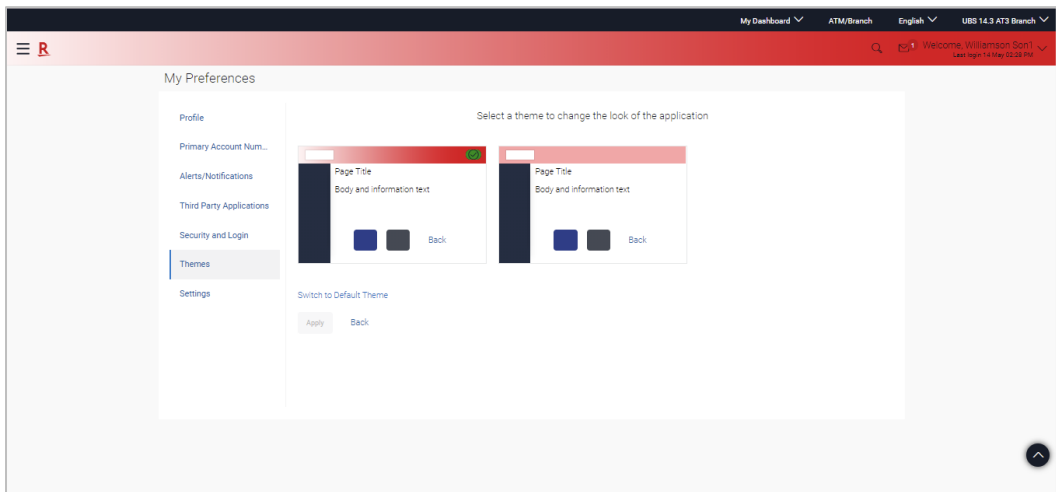 My Dashboard ATM/Branch English UBS 14.3 AT3 Branch
R 1 Welcome, Williamson Son1
Last login 14 May 02:28 PM
My Preferences
Profile
Primary Account Num...
Alerts/Notifications
Third Party Applications
Security and Login
Themes
Settings
Select a theme to change the look of the application
Page Title
Body and information text
Back
Page Title
Body and information text
Back
Switch to Default Theme
Apply Back